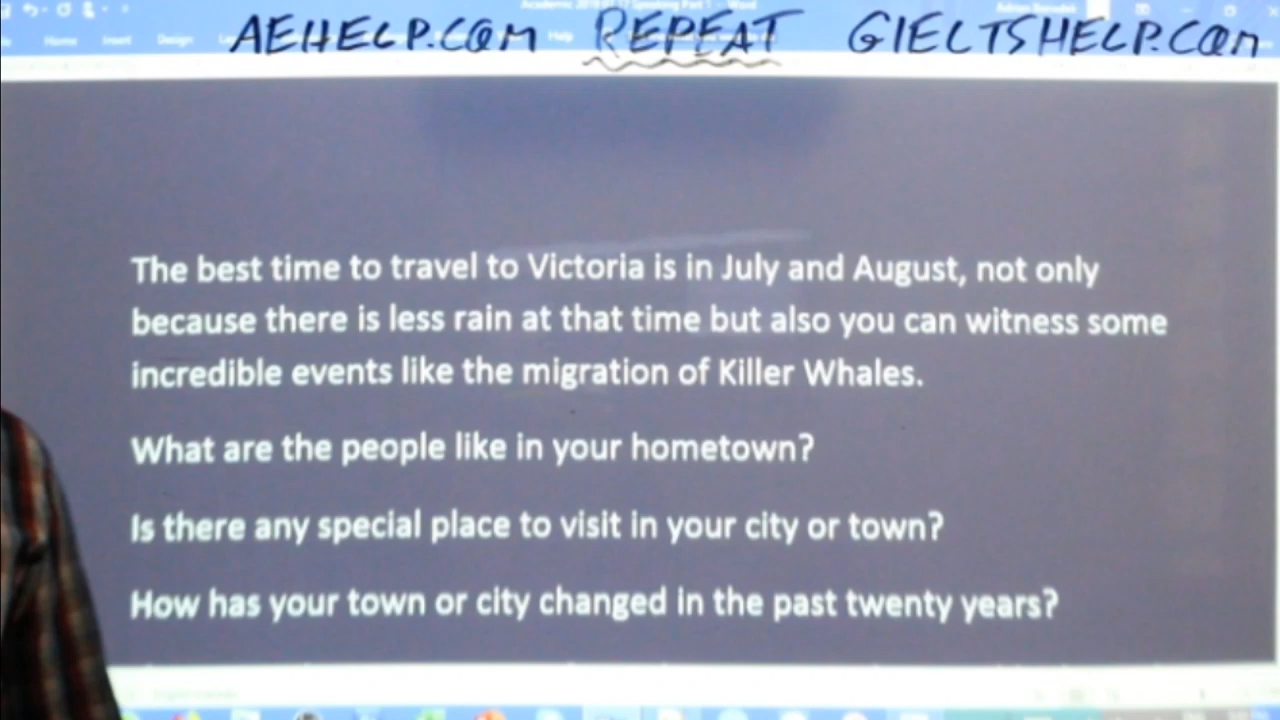 AEHELP.COM REPEAT GIELTSHELP.COM
Home Insert Design
The best time to travel to Victoria is in July and August, not only
because there is less rain at that time but also you can witness some
incredible events like the migration of Killer Whales.
What are the people like in your hometown?
Is there any special place to visit in your city or town?
How has your town or city changed in the past twenty years?